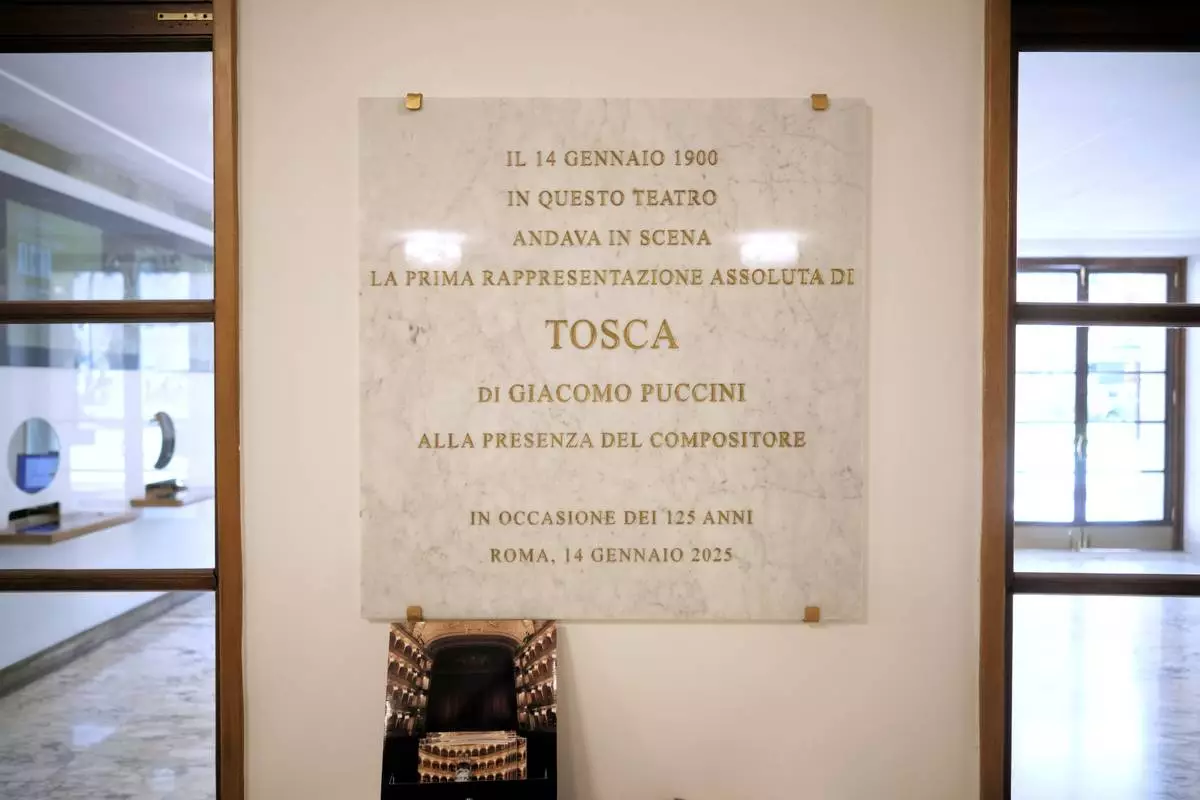 IL 14 GENNAIO 1900
IN QUESTO TEATRO
ANDAVA IN SCENA
LA PRIMA RAPPRESENTAZIONE ASSOLUTA DI
TOSCA
DI GIACOMO PUCCINI
ALLA PRESENZA DEL COMPOSITORE
IN OCCASIONE DEI 125 ANNI
ROMA, 14 GENNAIO 2025